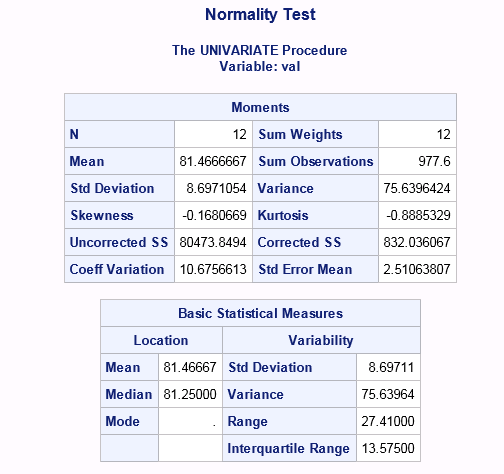 Normality Test
The UNIVARIATE Procedure
Variable: val
Moments
N 12 Sum Weights 12
Mean 81.4666667 Sum Observations 977.6
Std Deviation 8.6971054 Variance 75.6396424
Skewness -0.1680669 Kurtosis -0.8885329
Uncorrected SS 80473.8494 Corrected SS 832.036067
Coeff Variation 10.6756613 Std Error Mean 2.51063807
Basic Statistical Measures
Location Variability
Mean 81.46667 Std Deviation 8.69711
Median 81.25000 Variance 75.63964
Mode . Range 27.41000
Interquartile Range 13.57500